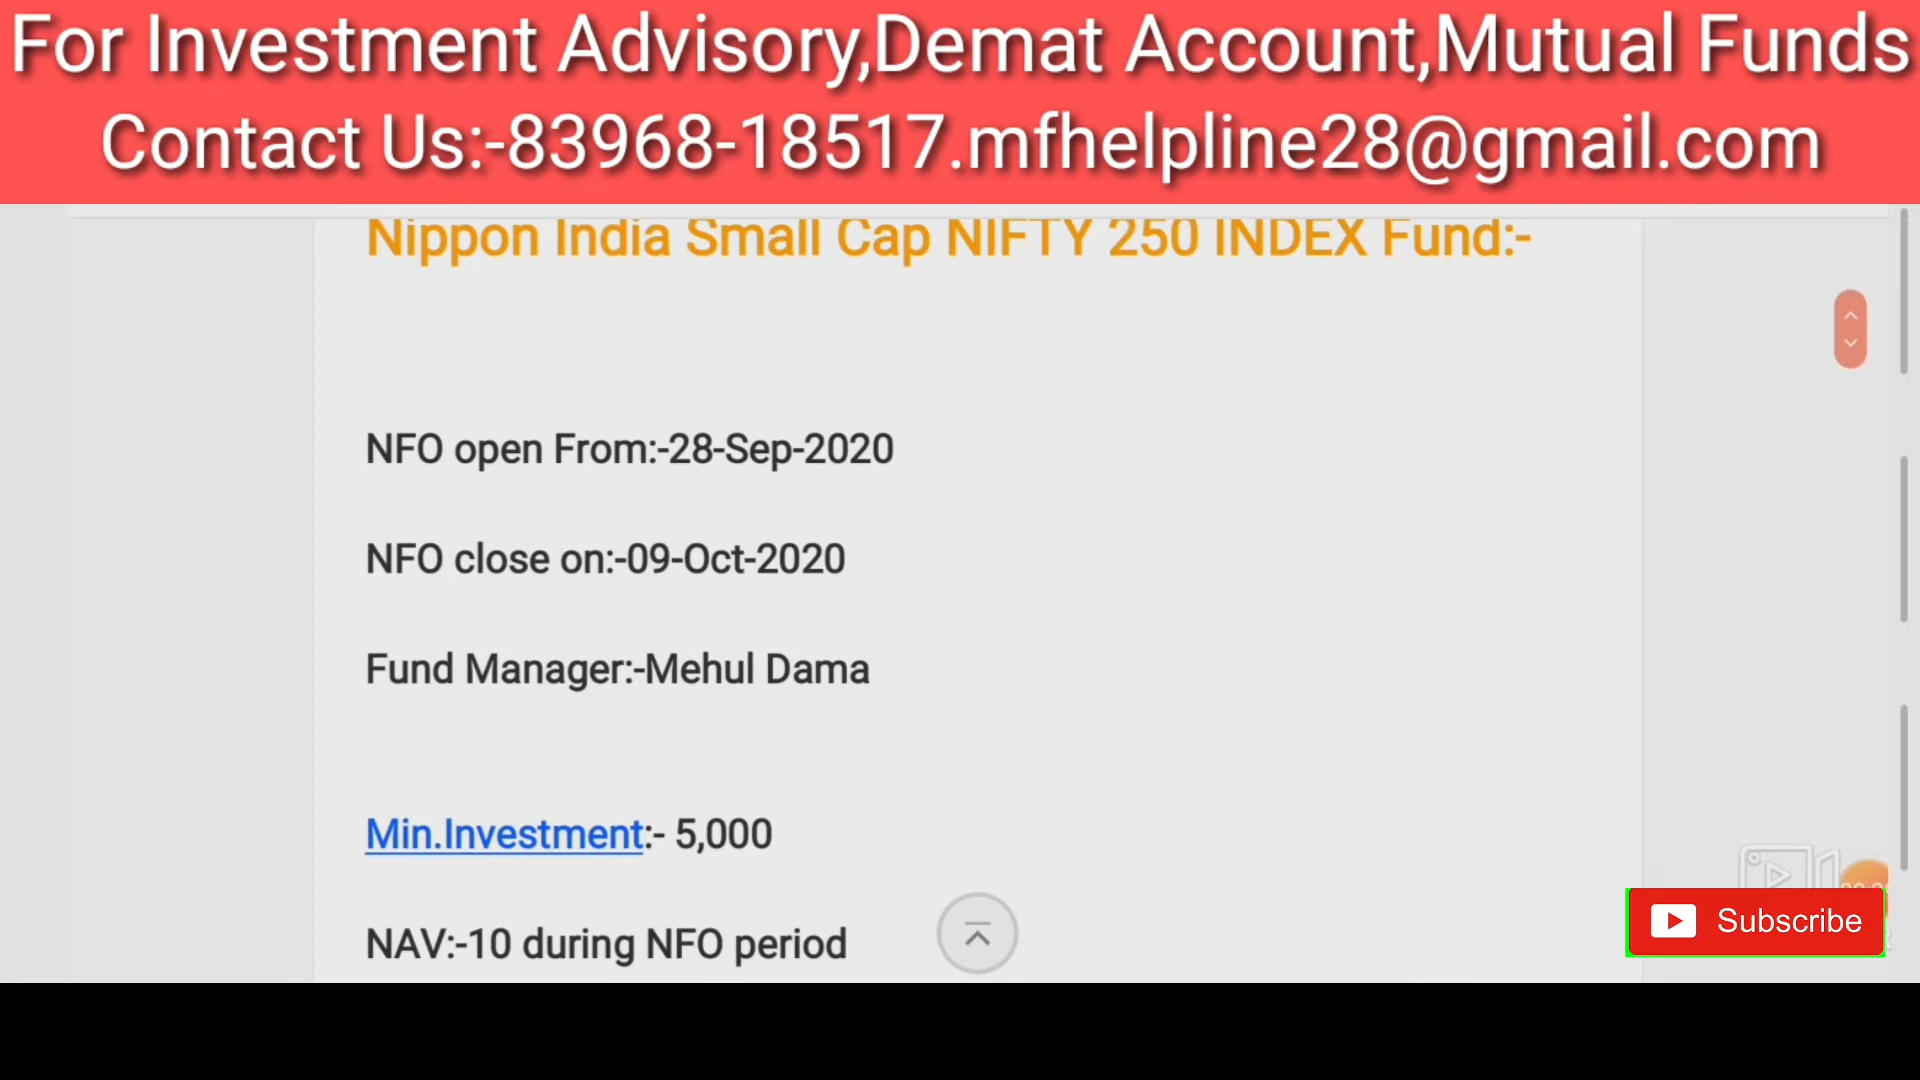 For Investment Advisory,Demat Account,Mutual Funds
Contact Us:-83968-18517.mfhelpline28@gmail.com
Nippon India Small Cap NIFTY 250 INDEX Fund:-
NFO open From:-28-Sep-2020
NFO close on:-09-Oct-2020
Fund Manager:-Mehul Dama
Min.Investment:- 5,000
NAV:-10 during NFO period
Subscribe